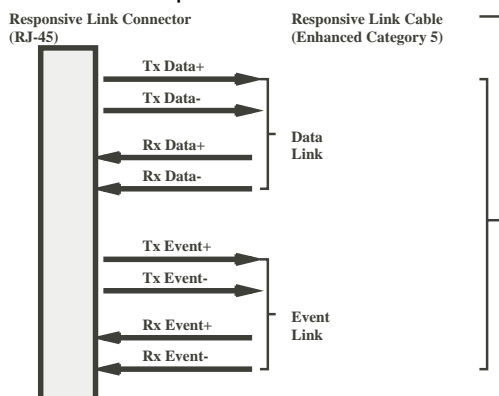 Responsive Link Connector
(RJ-45)
Responsive Link Cable
(Enhanced Category 5)
Tx Data+
Tx Data-
Rx Data+
Rx Data-
Data
Link
Tx Event+
Tx Event-
Rx Event+
Rx Event-
Event
Link